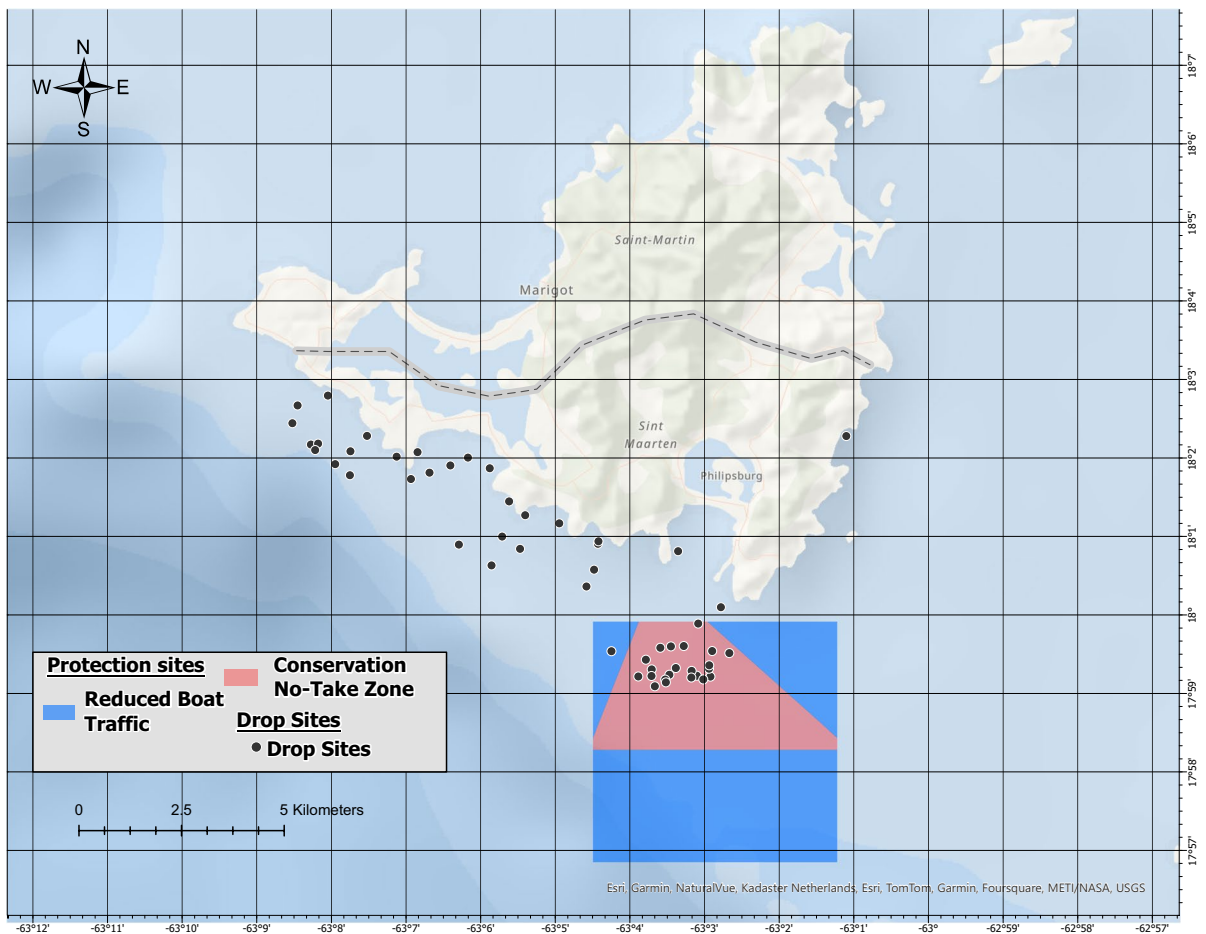 N
W E
S
18°7'
18°6'
18°5'
18°4'
18°3'
18°2'
18°1'
18°
17°59'
17°58'
17°57'
Saint-Martin
Marigot
Sint
Maarten
Philipsburg
Protection sites
Reduced Boat
Traffic
Conservation
No-Take Zone
Drop Sites
Drop Sites
0 2.5 5 Kilometers
Esri, Garmin, NaturalVue, Kadaster Netherlands, Esri, TomTom, Garmin, Foursquare, METI/NASA, USGS
-63°12' -63°11' -63°10' -63°9' -63°8' -63°7' -63°6' -63°5' -63°4' -63°3' -63°2' -63°1' -62°59' -62°58' -62°57'